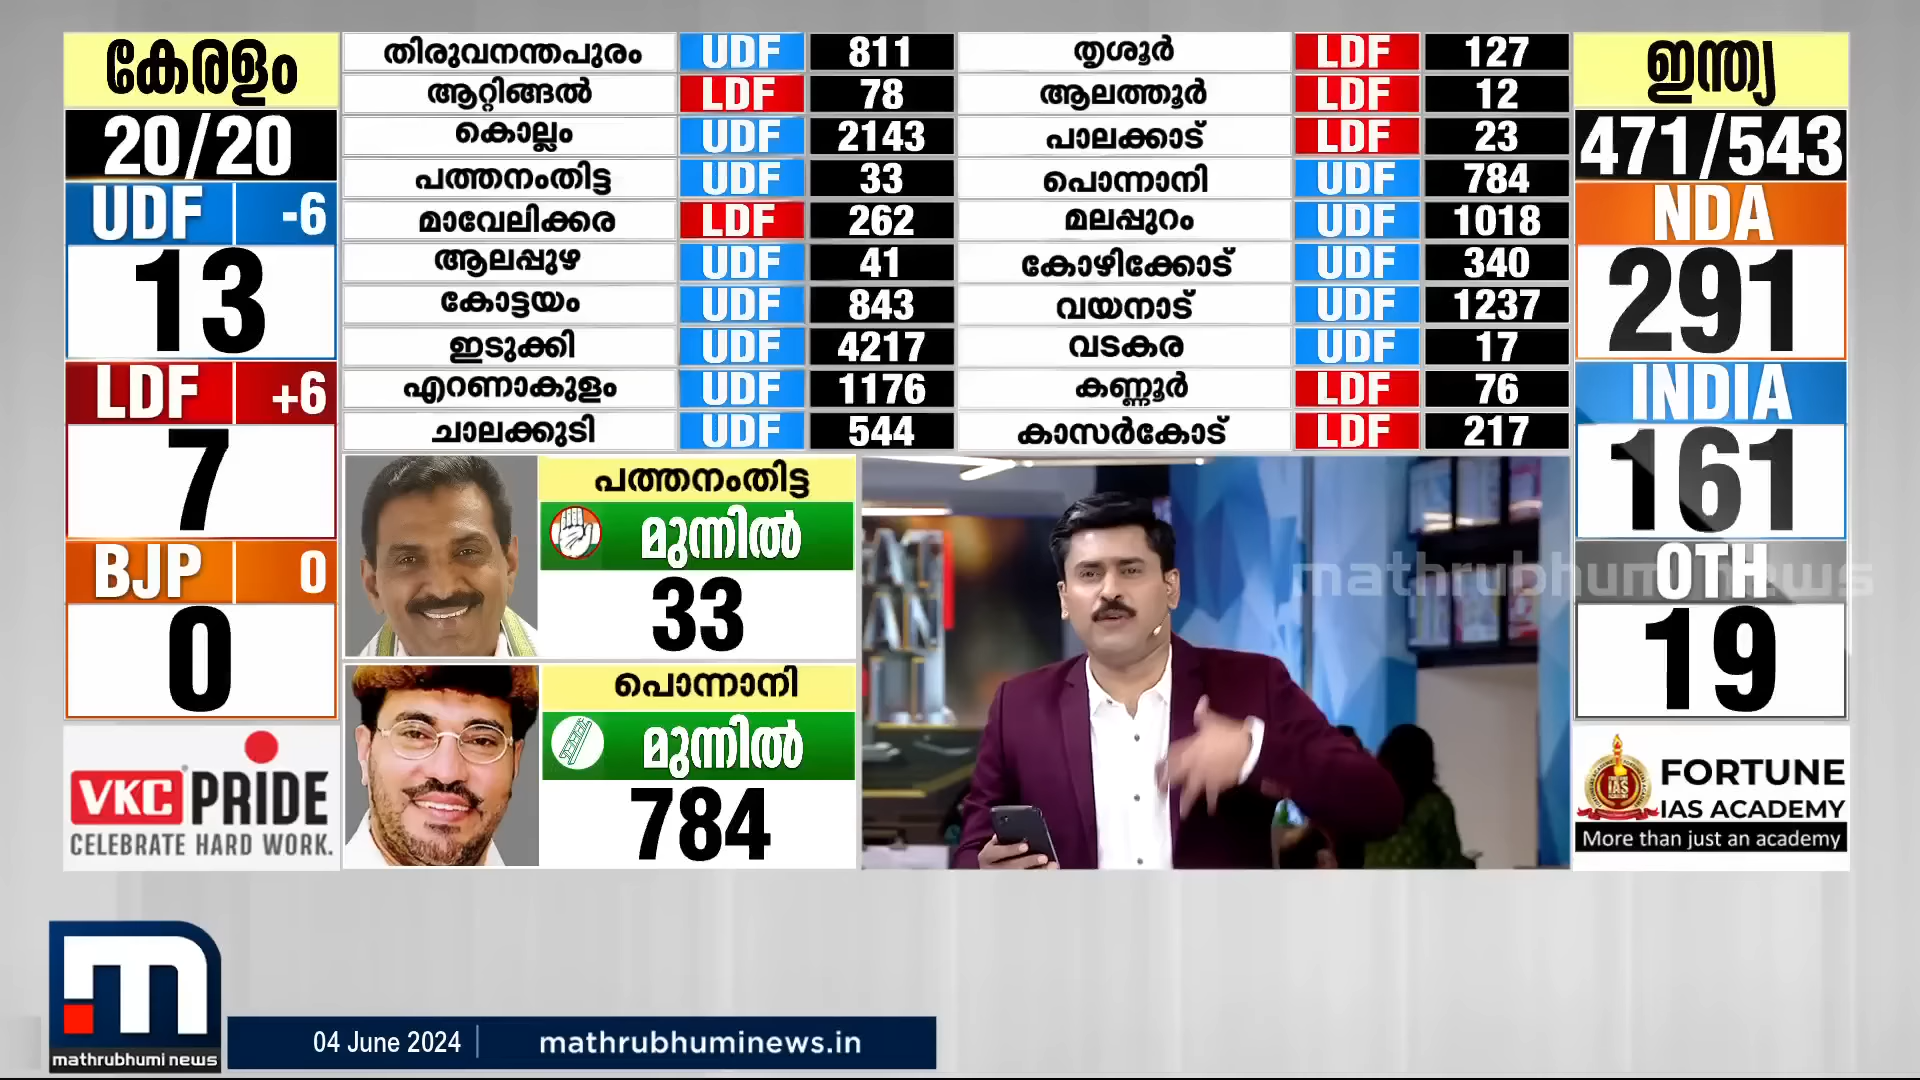 കേരളം
20/20
UDF -6
13
LDF +6
7
BJP 0
0
VKC PRIDE
CELEBRATE HARD WORK.
തിരുവനന്തപുരം UDF 811
ആറ്റിങ്ങൽ LDF 78
കൊല്ലം UDF 2143
പത്തനംതിട്ട UDF 33
മാവേലിക്കര LDF 262
ആലപ്പുഴ UDF 41
കോട്ടയം UDF 843
ഇടുക്കി UDF 4217
എറണാകുളം UDF 1176
ചാലക്കുടി UDF 544
തൃശൂർ LDF 127
ആലത്തൂർ LDF 12
പാലക്കാട് LDF 23
പൊന്നാനി UDF 784
മലപ്പുറം UDF 1018
കോഴിക്കോട് UDF 340
വയനാട് UDF 1237
വടകര UDF 17
കണ്ണൂർ LDF 76
കാസർകോട് LDF 217
പത്തനംതിട്ട
മുന്നിൽ
33
പൊന്നാനി
മുന്നിൽ
784
mathrubhumi news
ഇന്ത്യ
471/543
NDA
291
INDIA
161
OTH
19
FORTUNE
IAS ACADEMY
More than just an academy
mathrubhumi news
04 June 2024
mathrubhuminews.in